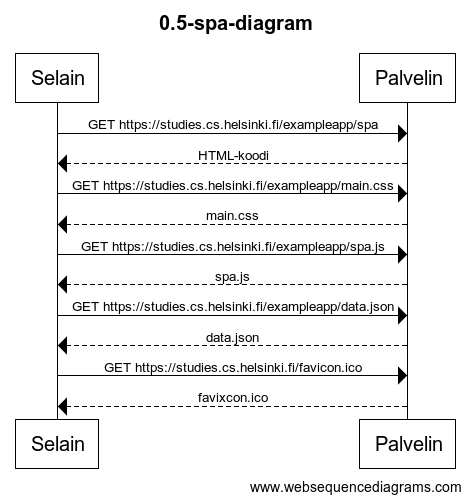 0.5-spa-diagram
Selain Palvelin
GET https://studies.cs.helsinki.fi/exampleapp/spa
HTML-koodi
GET https://studies.cs.helsinki.fi/exampleapp/main.css
main.css
GET https://studies.cs.helsinki.fi/exampleapp/spa.js
spa.js
GET https://studies.cs.helsinki.fi/exampleapp/data.json
data.json
GET https://studies.cs.helsinki.fi/favicon.ico
favixcon.ico
Selain Palvelin
www.websequencediagrams.com